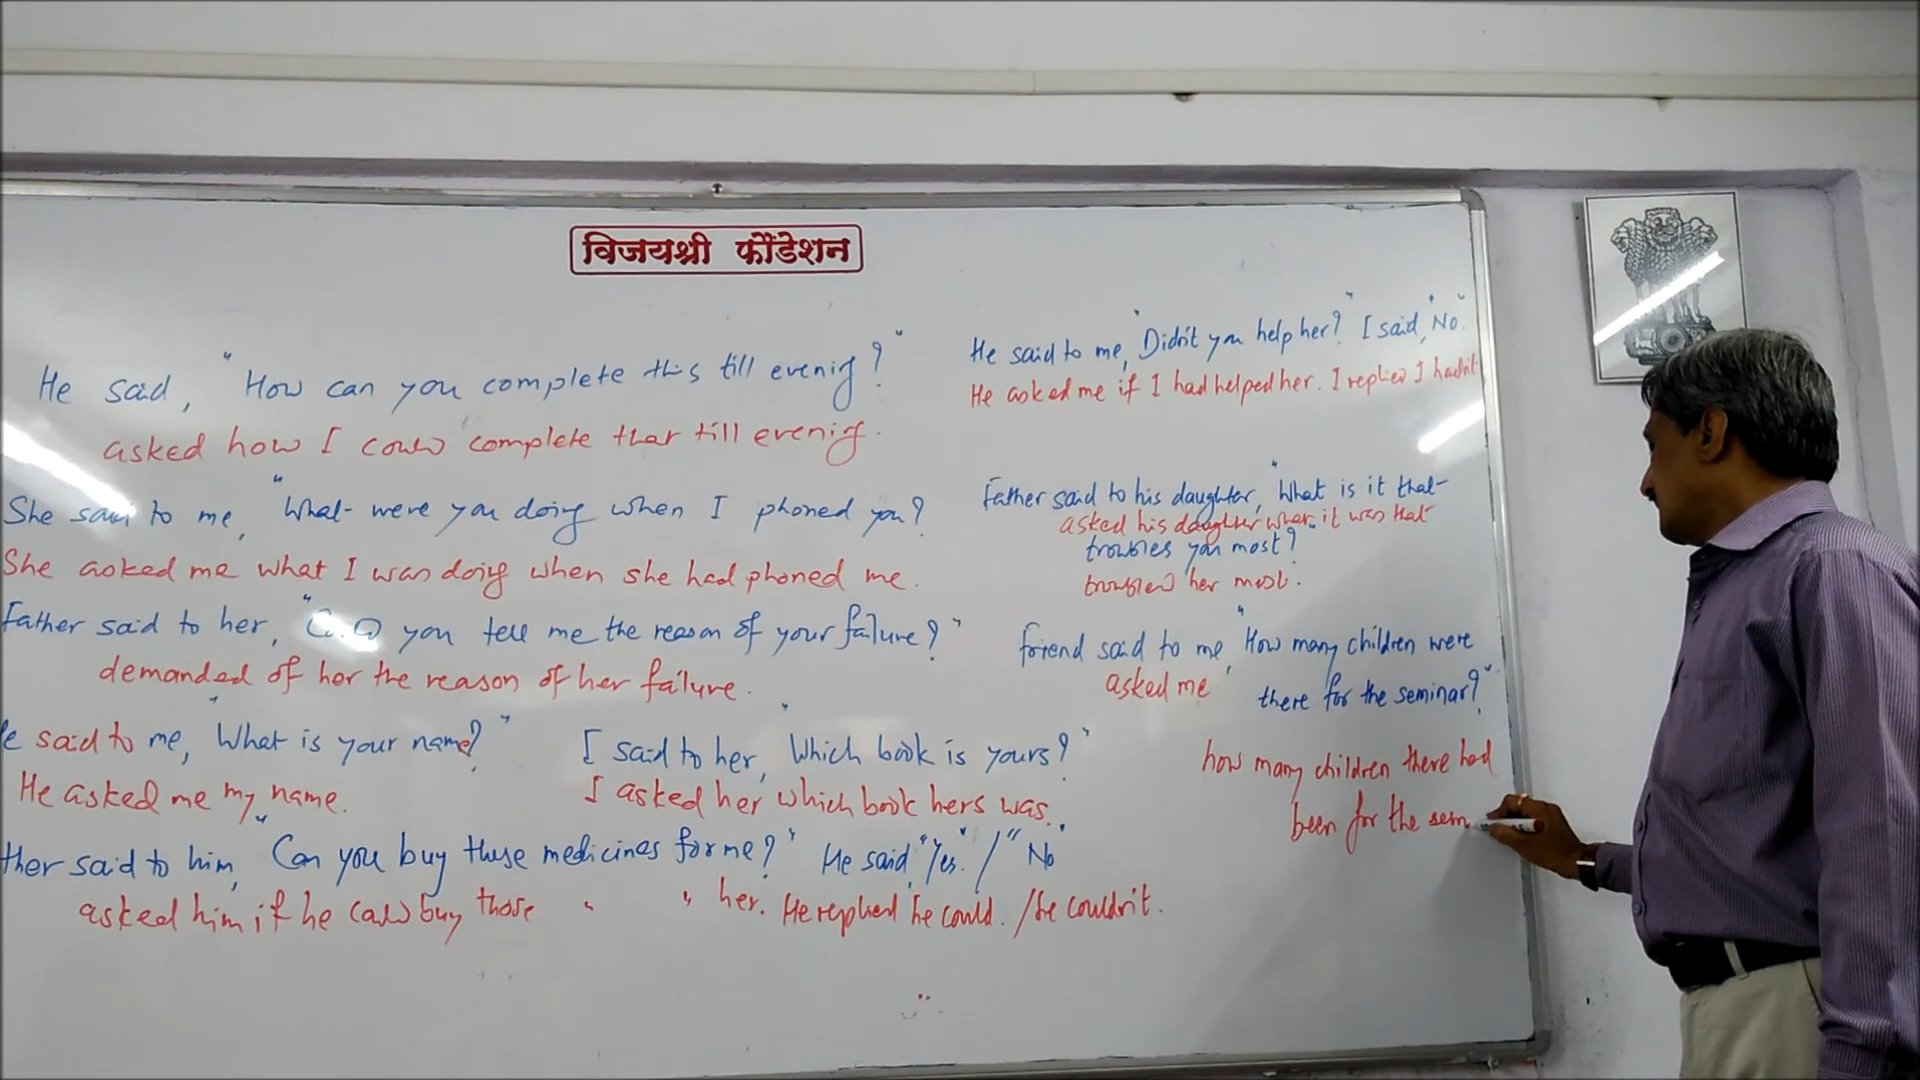 विजयश्री फौंडेशन
He said, "How can you complete this till evening?"
asked how I could complete that till evening.
She said to me, "What were you doing when I phoned you?
She asked me what I was doing when she had phoned me.
Father said to her, " you tell me the reason of your failure?"
demanded of her the reason of her failure.
e said to me, "What is your name?"
He asked me my name.
I said to her, "Which book is yours?"
I asked her which book hers was.
ther said to him, "Can you buy these medicines for me?" He said, "Yes." / "No
asked him if he could buy those " " her. He replied he could. / he couldn't.
He said to me, "Didn't you help her?" I said, "No."
He asked me if I had helped her. I replied I hadn't
Father said to his daughter, "What is it that
asked his daughter what it was that
troubles you most?"
troubled her most.
friend said to me, "How many children were
asked me
there for the seminar?"
how many children there had
been for the sem